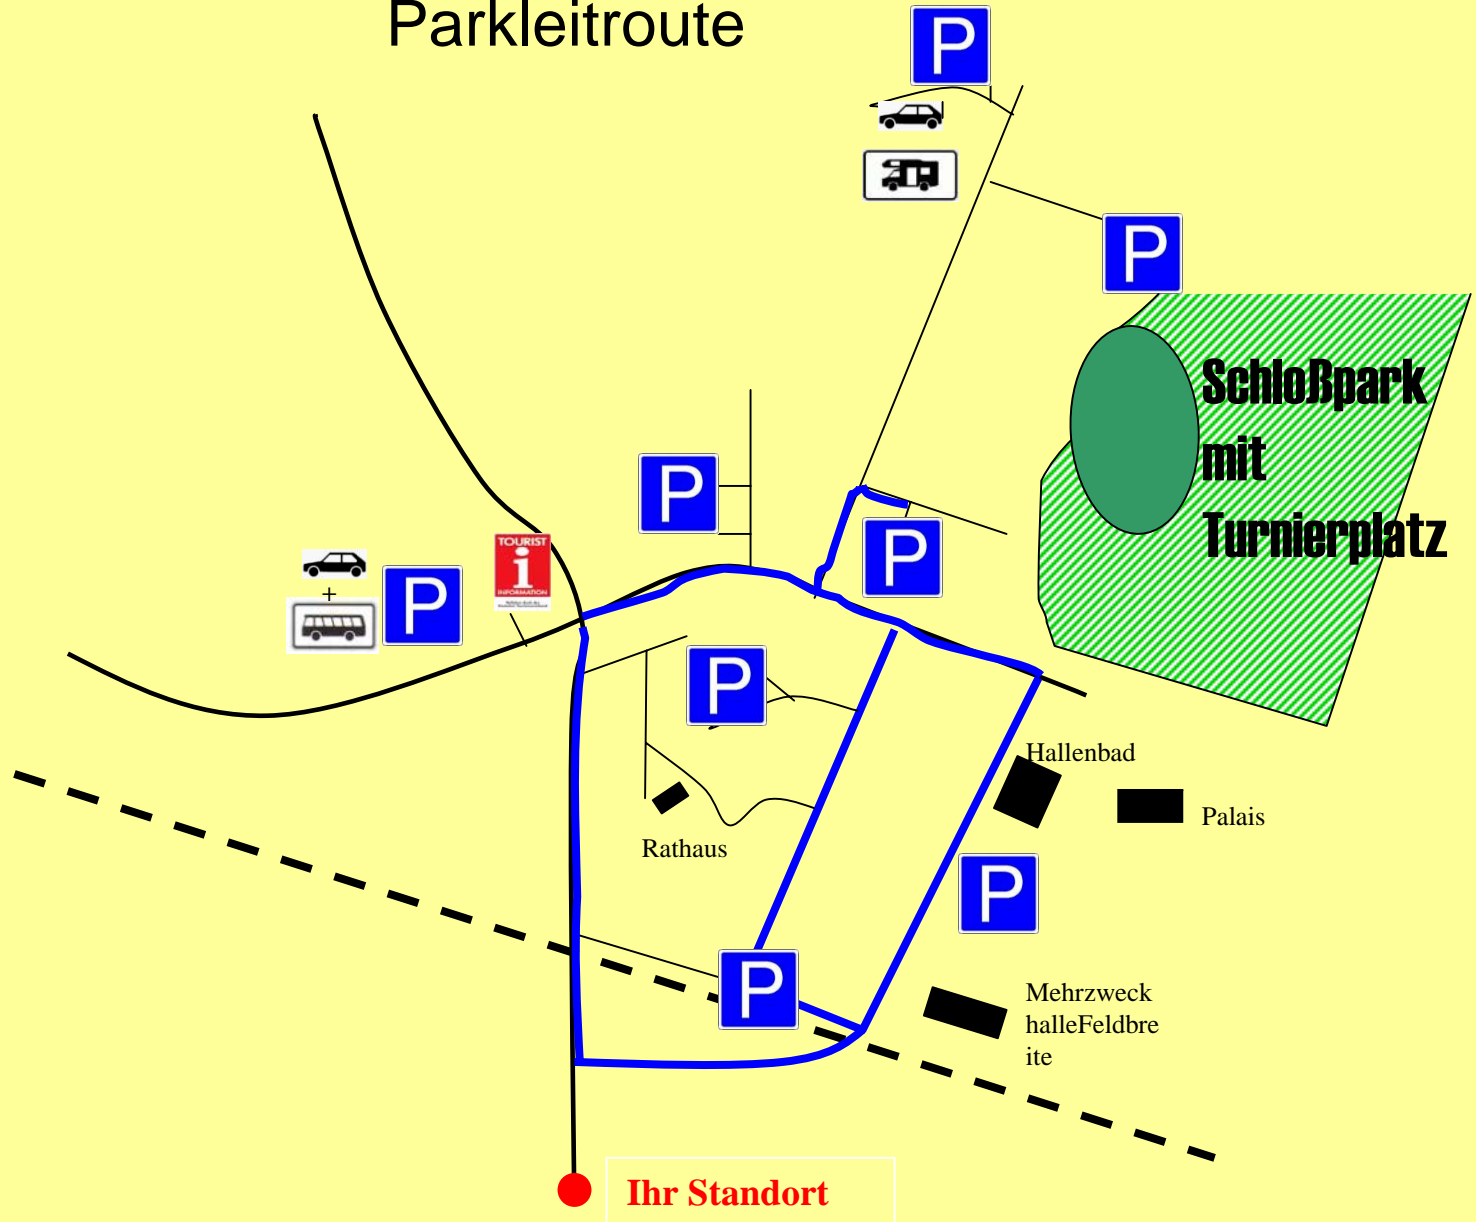 Parkleitroute
P
P
Schloßpark
mit
Turnierplatz
P
TOURIST
i
INFORMATION
P
+
P
P
Hallenbad
Palais
Rathaus
P
P
Mehrzweck
halleFeldbre
ite
Ihr Standort